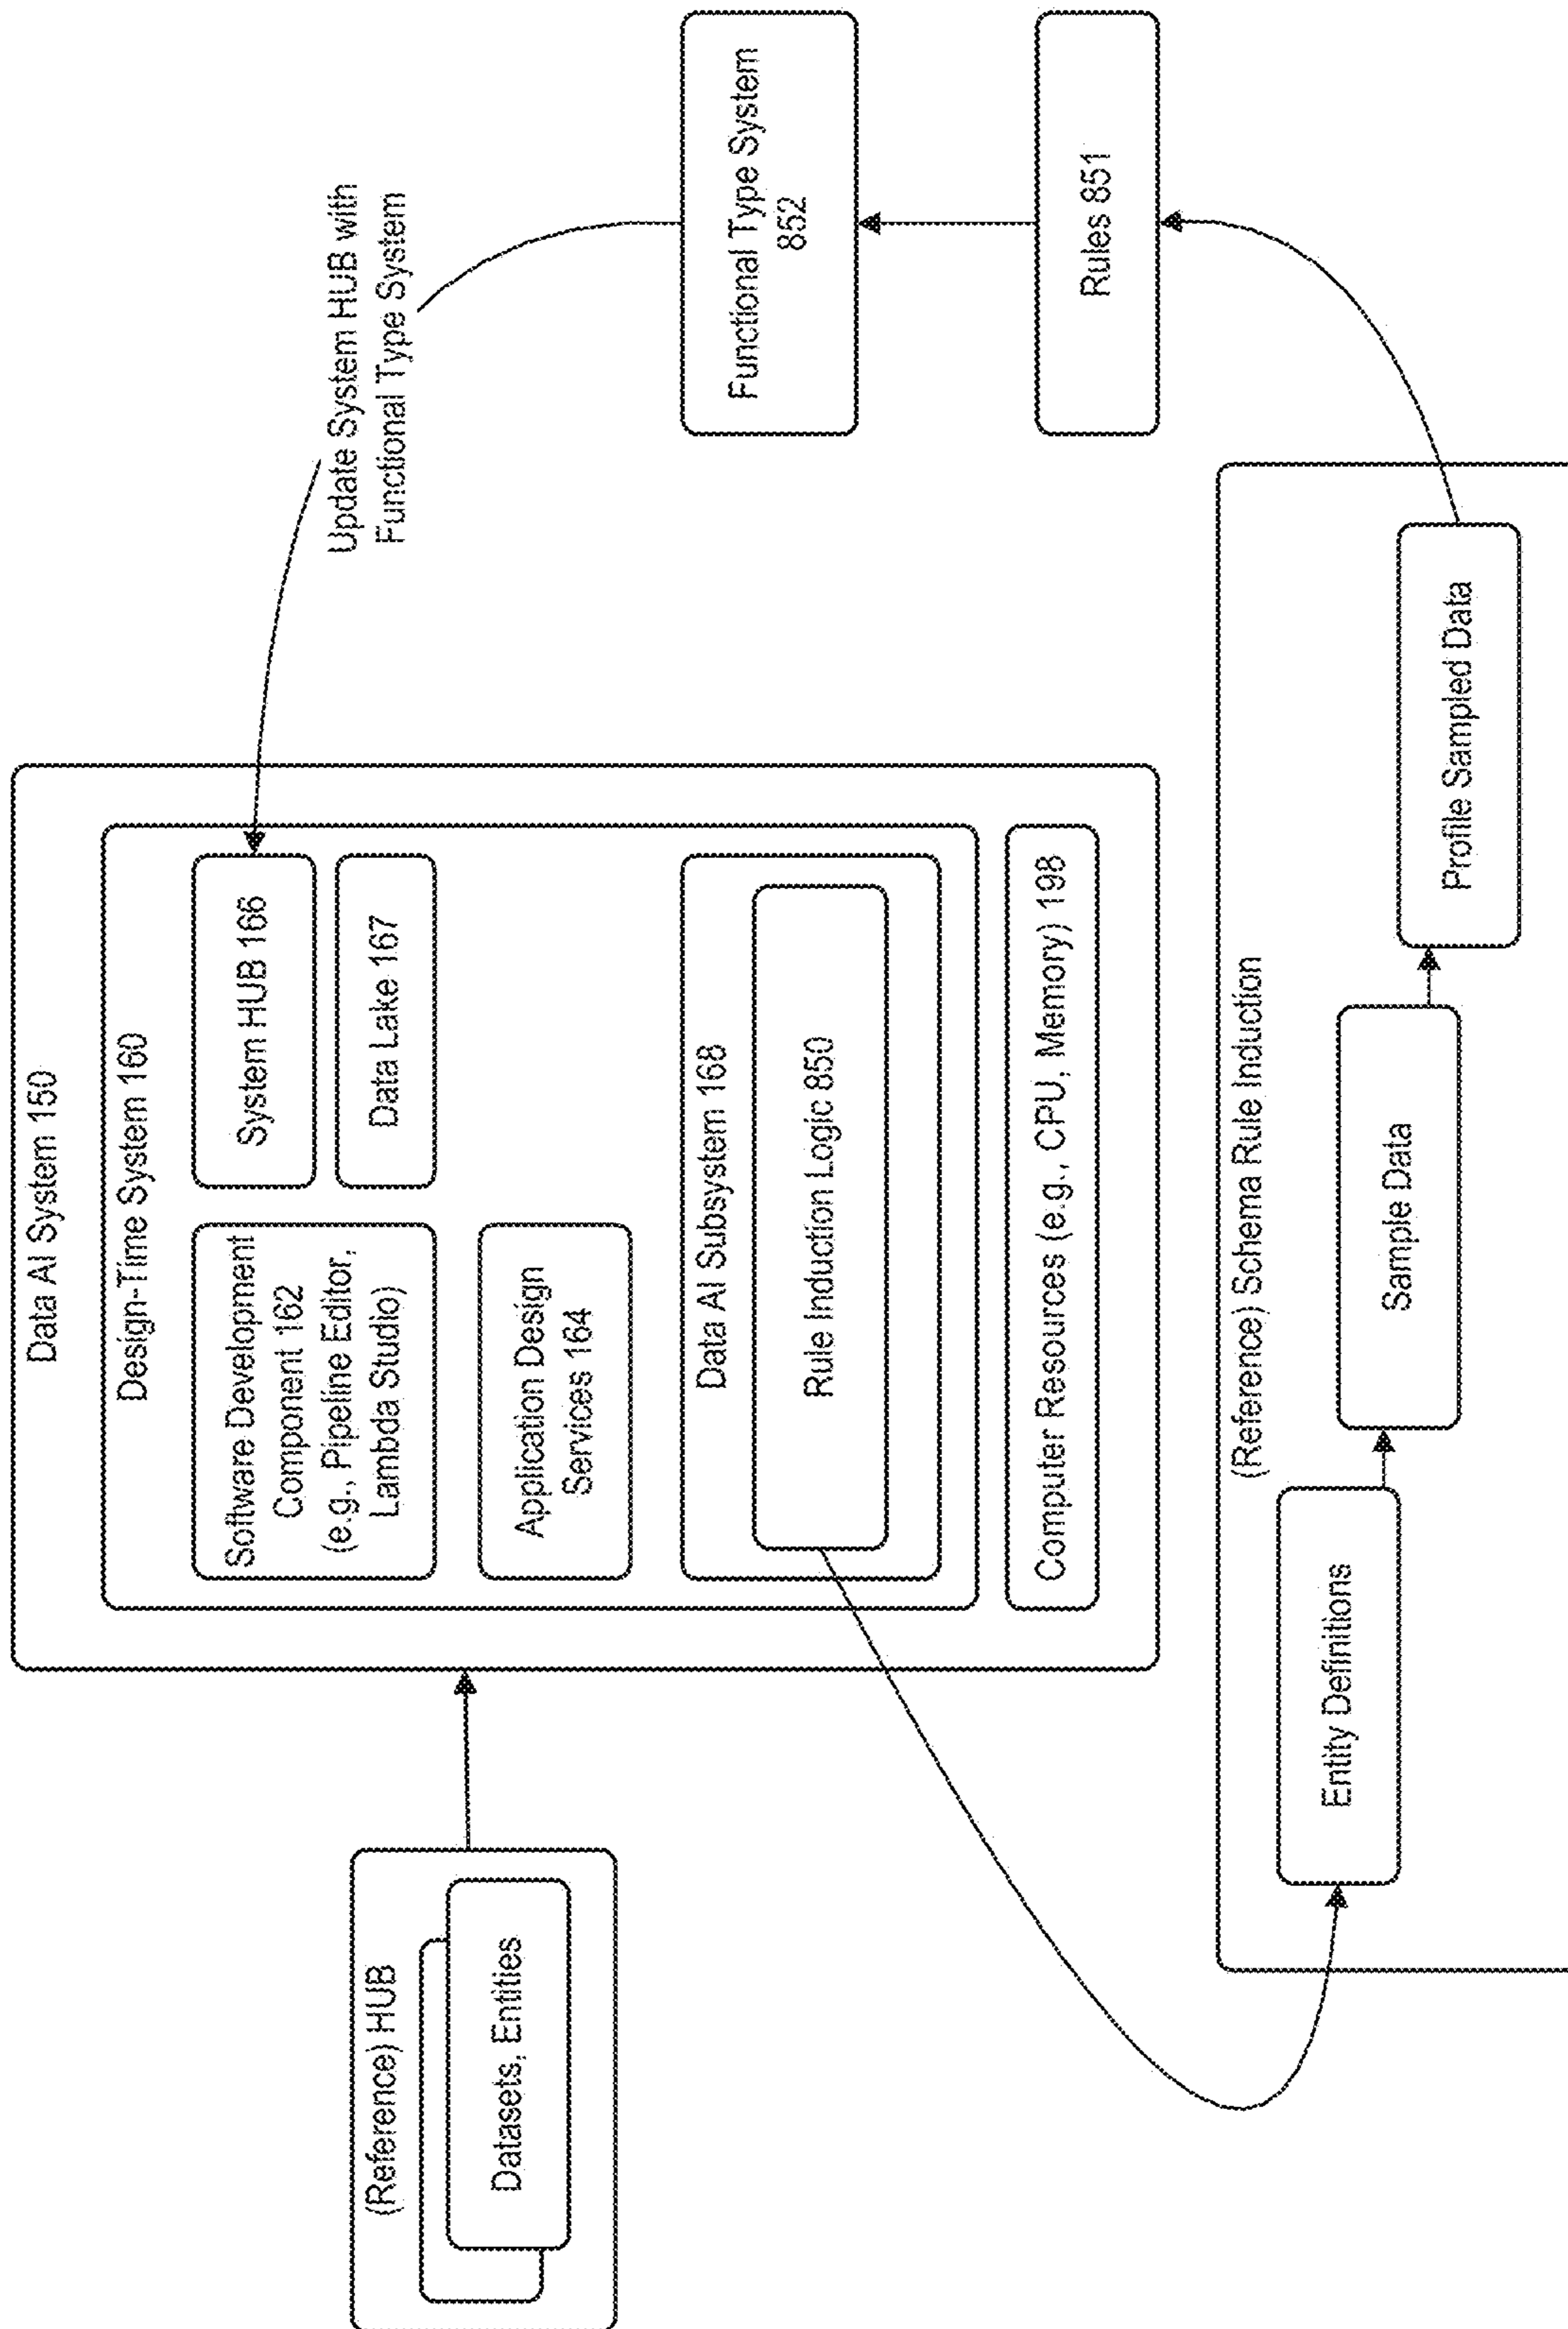 (Reference) HUB
Datasets, Entities
Data AI System 150
Design-Time System 160
Software Development
Component 162
(e.g., Pipeline Editor,
Lambda Studio)
System HUB 166
Data Lake 167
Application Design
Services 164
Data AI Subsystem 168
Rule Induction Logic 850
Computer Resources (e.g., CPU, Memory) 198
Update System HUB with
Functional Type System
Functional Type System
852
Rules 851
(Reference) Schema Rule Induction
Entity Definitions
Sample Data
Profile Sampled Data